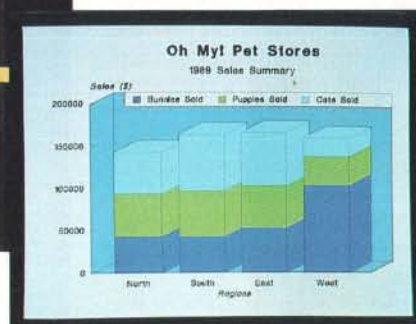 Oh My! Pet Stores
1989 Sales Summary
Sales ($)
Bunnies Sold Puppies Sold Cats Sold
200000
150000
100000
50000
0
North South East West
Regions